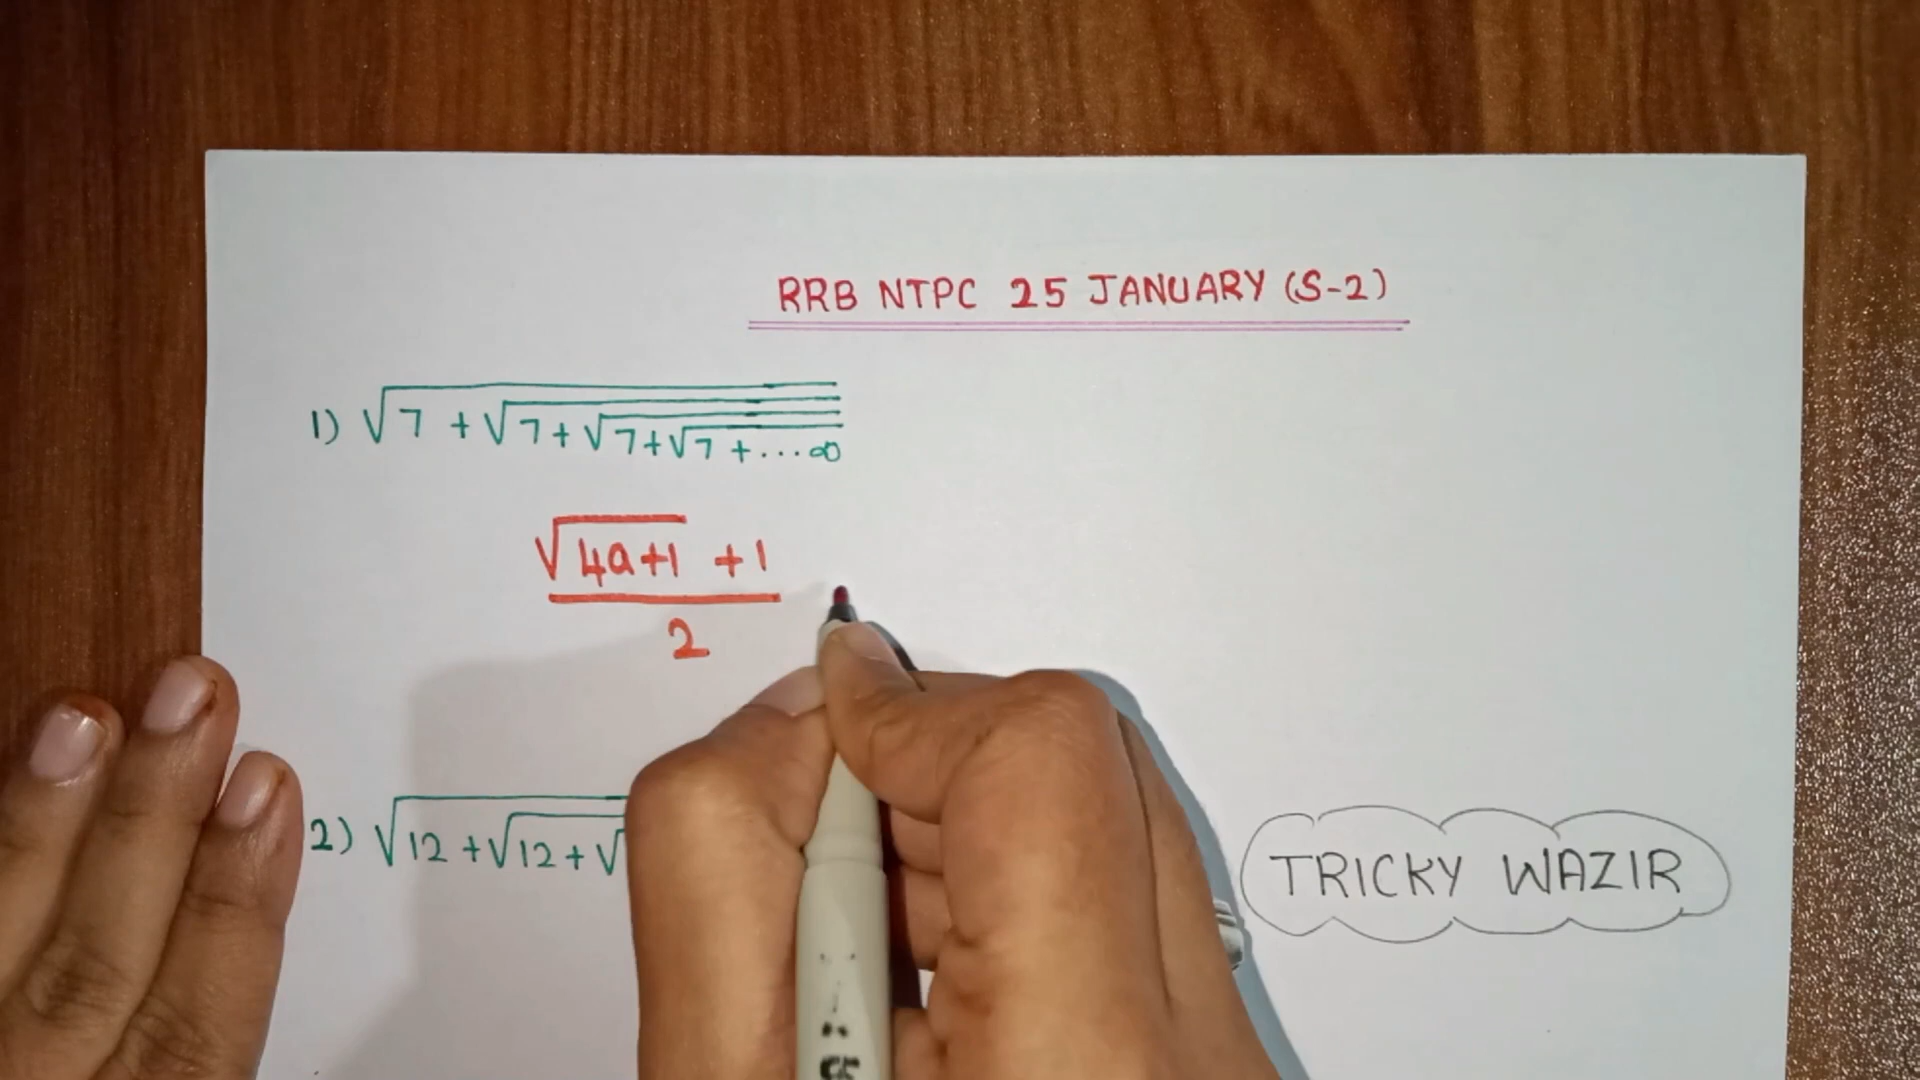 RRB NTPC 25 JANUARY (S-2)
1) √7 + √7 + √7 + √7 + ... ∞
√4a+1 + 1
2
2) √12 + √12 + √
TRICKY WAZIR